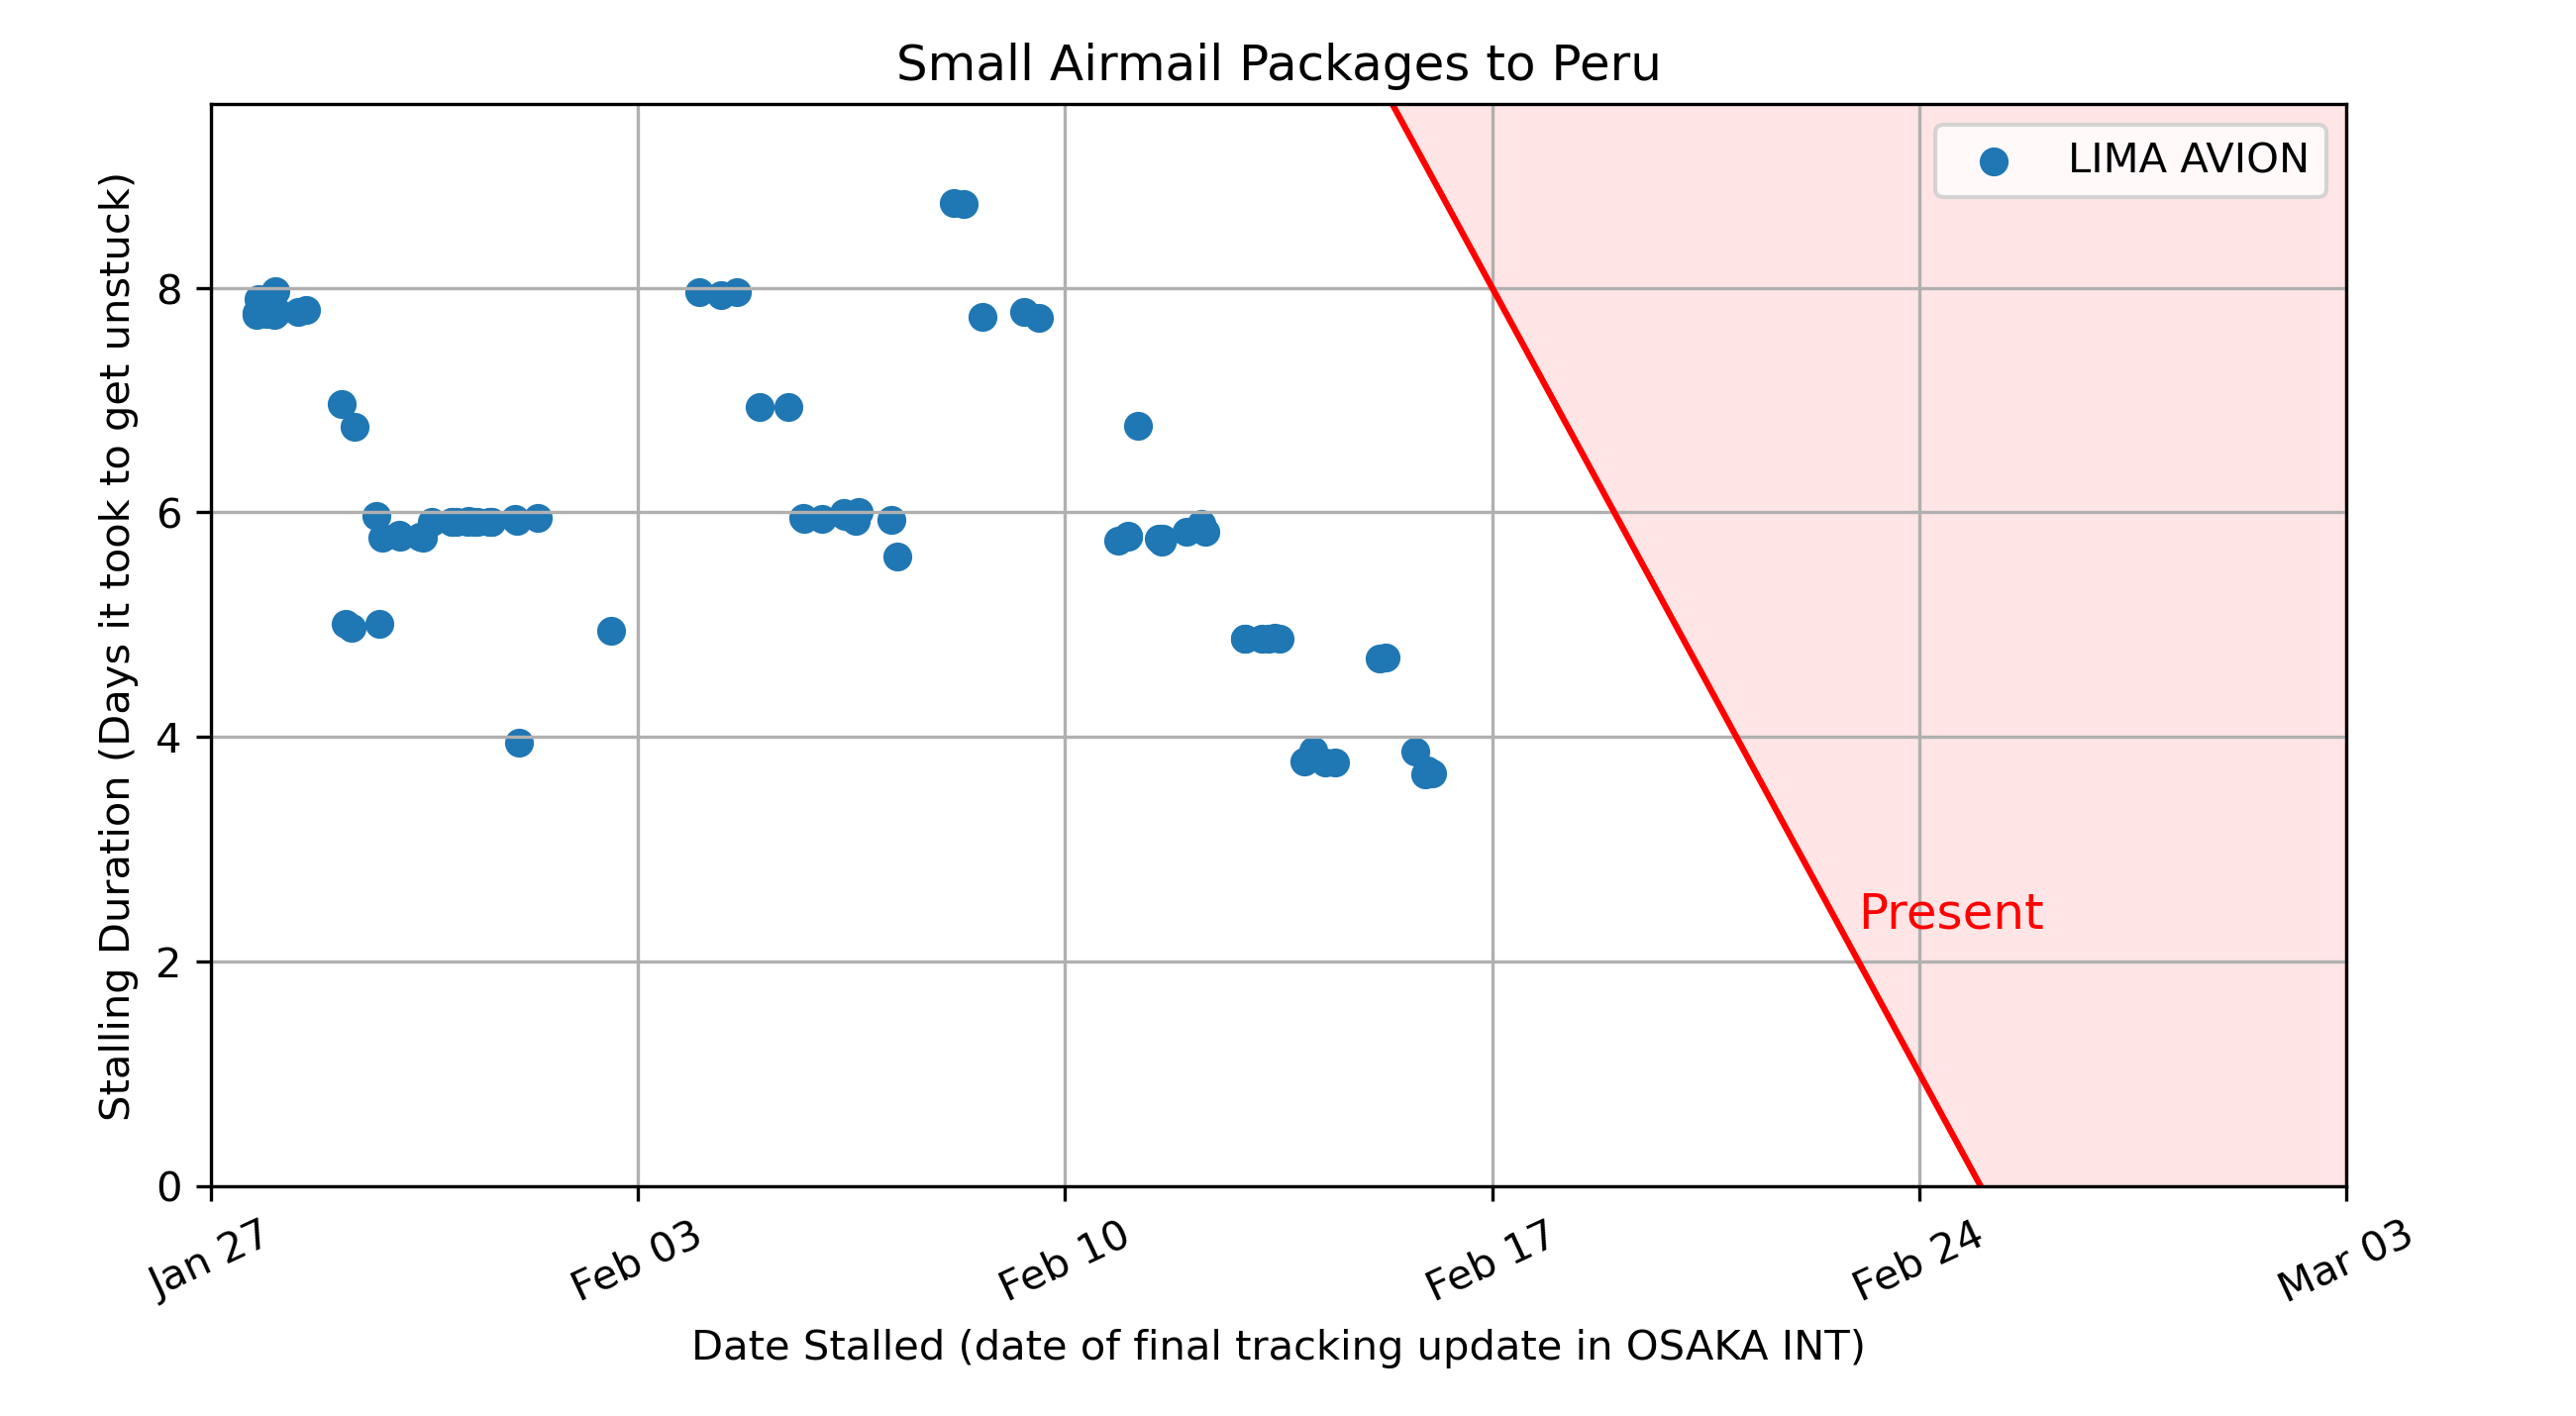 Small Airmail Packages to Peru
LIMA AVION
Stalling Duration (Days it took to get unstuck)
8
6
4
2
0
Present
Jan 27
Feb 03
Feb 10
Feb 17
Feb 24
Mar 03
Date Stalled (date of final tracking update in OSAKA INT)